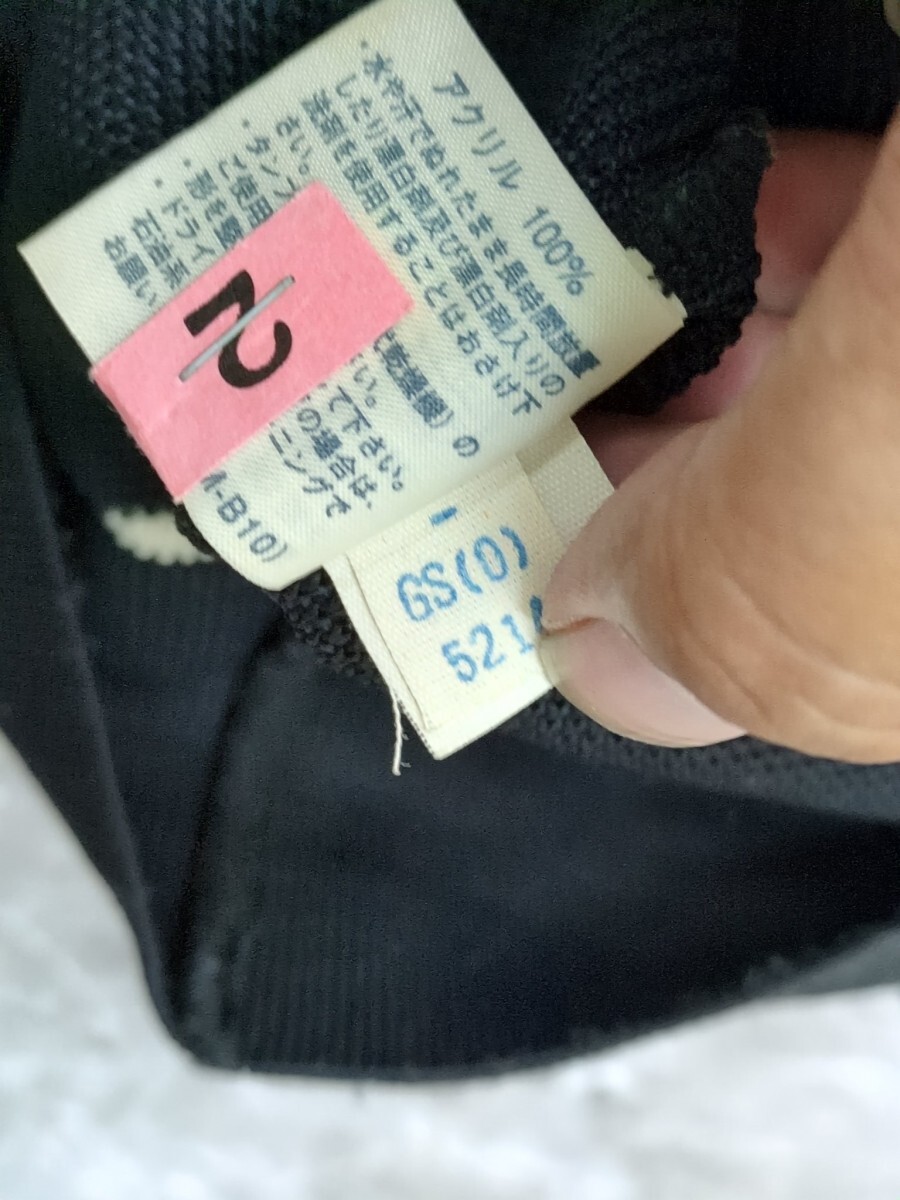 アクリル 100%
・水や汗でぬれたまま長時間放置
したり漂白剤及び漂白剤入りの
洗剤を使用することはおさけ下
さい。
・タンブ
乾燥機)の
ご使用
い。
・形を整
て下さい。
・ドライ
ニングで
石油系
の場合は、
お願い
M-B10)
2
-
GS(0)
521